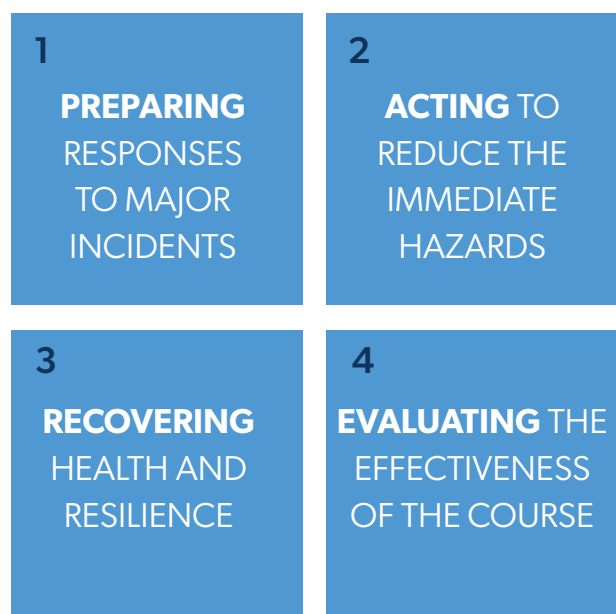 1
PREPARING
RESPONSES
TO MAJOR
INCIDENTS
2
ACTING TO
REDUCE THE
IMMEDIATE
HAZARDS
3
RECOVERING
HEALTH AND
RESILIENCE
4
EVALUATING THE
EFFECTIVENESS
OF THE COURSE